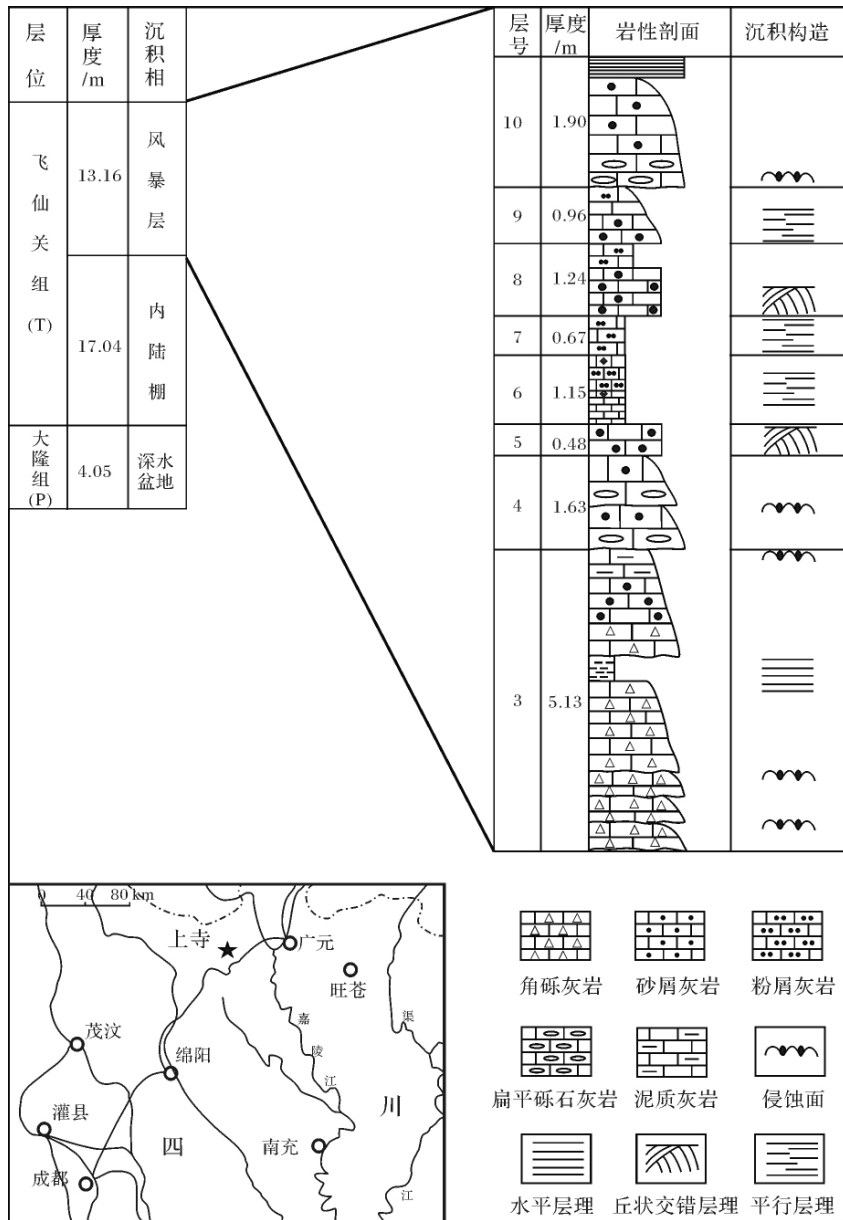 层位 厚度/m 沉积相
飞仙关组(T) 13.16 风暴层
17.04 内陆棚
大隆组(P) 4.05 深水盆地
层号 厚度/m 岩性剖面 沉积构造
10 1.90
9 0.96
8 1.24
7 0.67
6 1.15
5 0.48
4 1.63
3 5.13
0 40 80 km
上寺
广元
旺苍
嘉陵江
渠江
茂汶
绵阳
灌县
四川
南充
成都
角砾灰岩 砂屑灰岩 粉屑灰岩
扁平砾石灰岩 泥质灰岩 侵蚀面
水平层理 丘状交错层理 平行层理